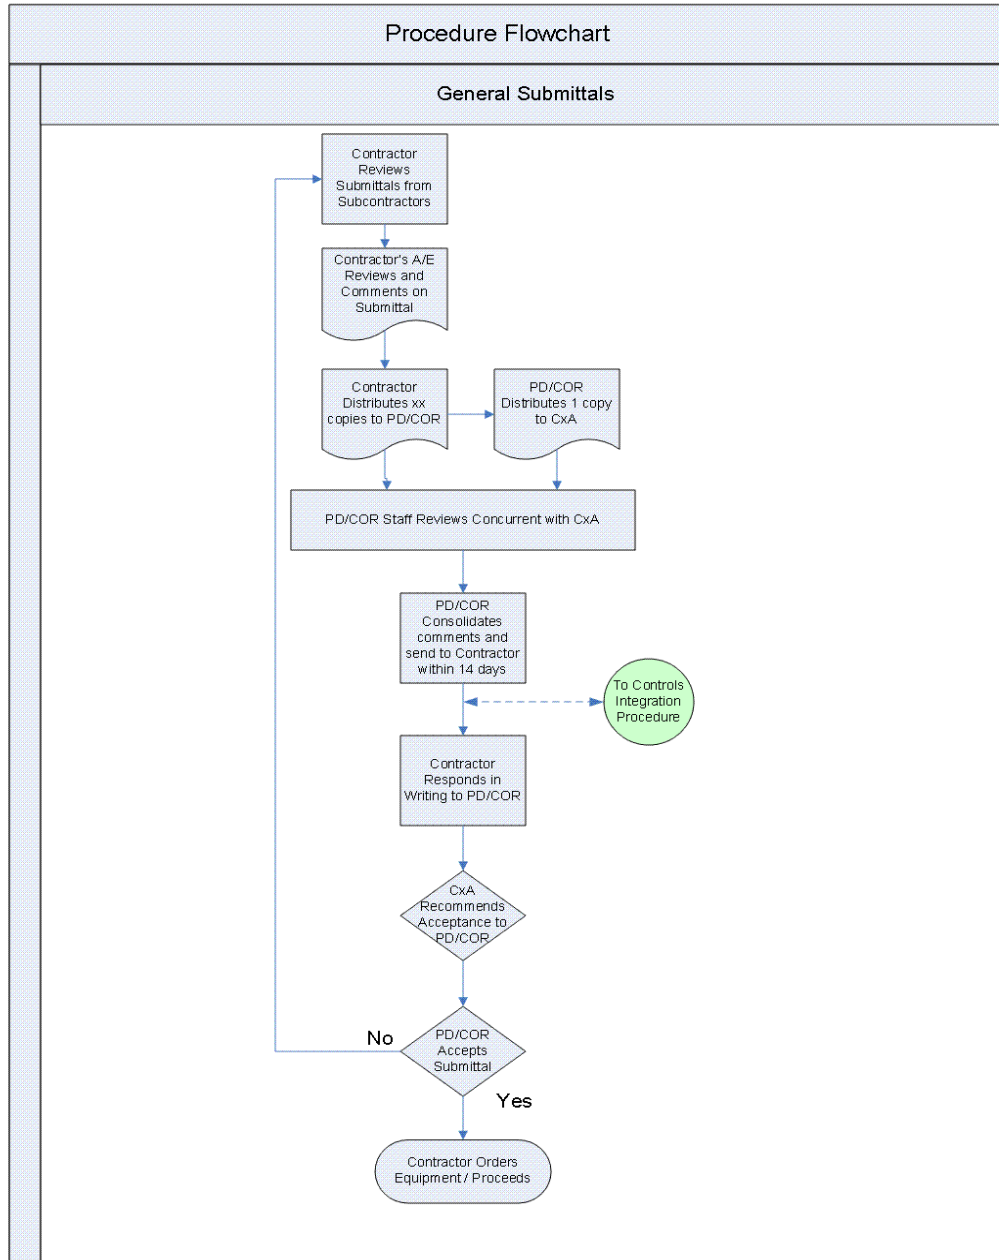 Procedure Flowchart
General Submittals
Contractor
Reviews
Submittals from
Subcontractors
Contractor's A/E
Reviews and
Comments on
Submittal
Contractor
Distributes xx
copies to PD/COR
PD/COR
Distributes 1 copy
to CxA
PD/COR Staff Reviews Concurrent with CxA
PD/COR
Consolidates
comments and
send to Contractor
within 14 days
To Controls
Integration
Procedure
Contractor
Responds in
Writing to PD/COR
CxA
Recommends
Acceptance to
PD/COR
No
PD/COR
Accepts
Submittal
Yes
Contractor Orders
Equipment / Proceeds